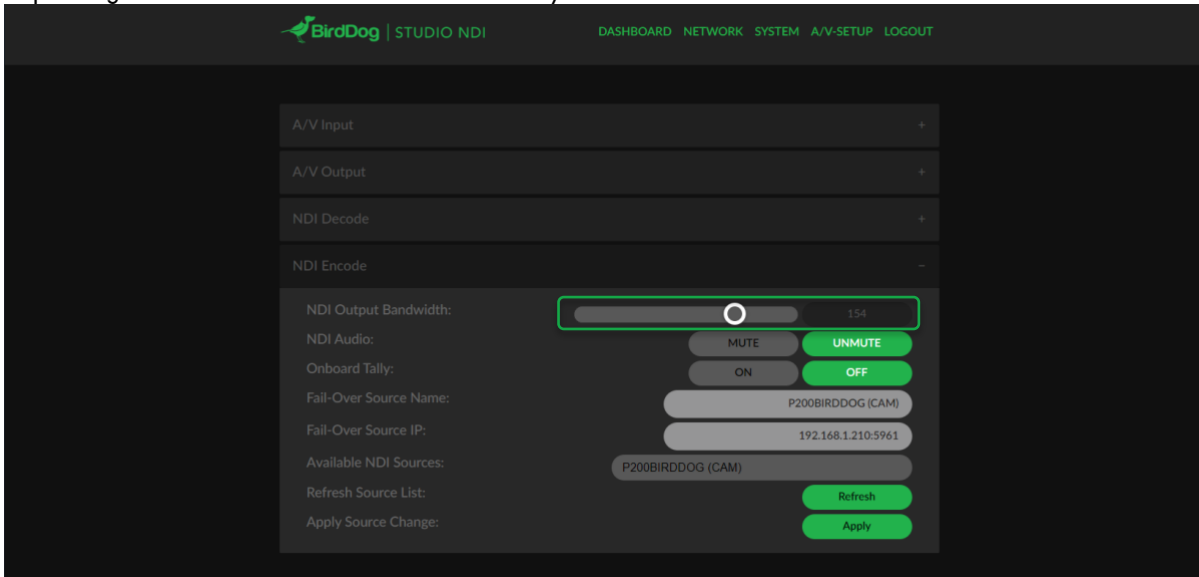 BirdDog | STUDIO NDI DASHBOARD NETWORK SYSTEM A/V-SETUP LOGOUT
A/V Input +
A/V Output +
NDI Decode +
NDI Encode –
NDI Output Bandwidth: 154
NDI Audio: MUTE UNMUTE
Onboard Tally: ON OFF
Fail-Over Source Name: P200BIRDDOG (CAM)
Fail-Over Source IP: 192.168.1.210:5961
Available NDI Sources: P200BIRDDOG (CAM)
Refresh Source List: Refresh
Apply Source Change: Apply